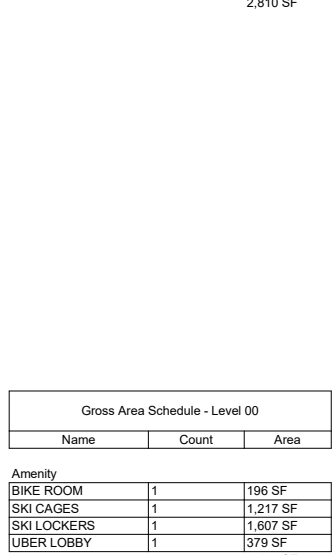 2,810 SF
Gross Area Schedule - Level 00
Name Count Area
Amenity
BIKE ROOM 1 196 SF
SKI CAGES 1 1,217 SF
SKI LOCKERS 1 1,607 SF
UBER LOBBY 1 379 SF